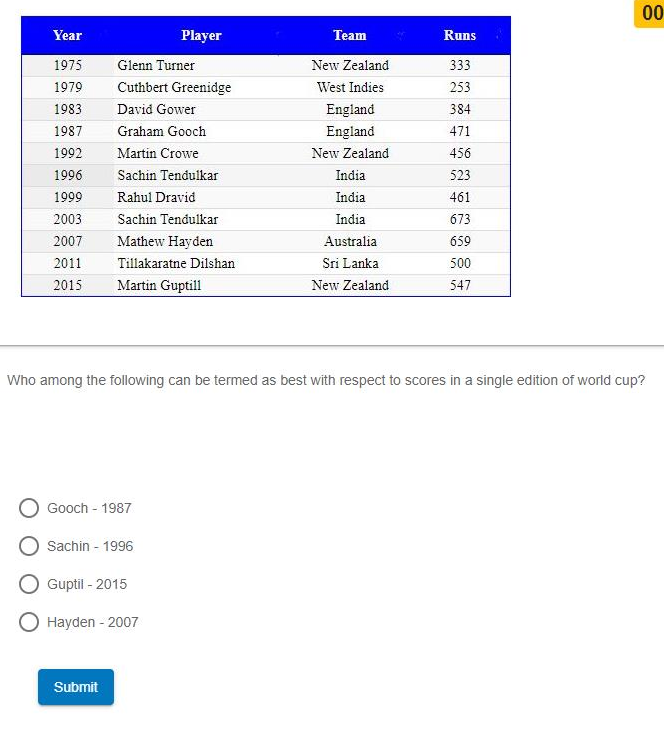 00
Year Player Team Runs
1975 Glenn Turner New Zealand 333
1979 Cuthbert Greenidge West Indies 253
1983 David Gower England 384
1987 Graham Gooch England 471
1992 Martin Crowe New Zealand 456
1996 Sachin Tendulkar India 523
1999 Rahul Dravid India 461
2003 Sachin Tendulkar India 673
2007 Mathew Hayden Australia 659
2011 Tillakaratne Dilshan Sri Lanka 500
2015 Martin Guptill New Zealand 547
Who among the following can be termed as best with respect to scores in a single edition of world cup?
Gooch - 1987
Sachin - 1996
Guptil - 2015
Hayden - 2007
Submit